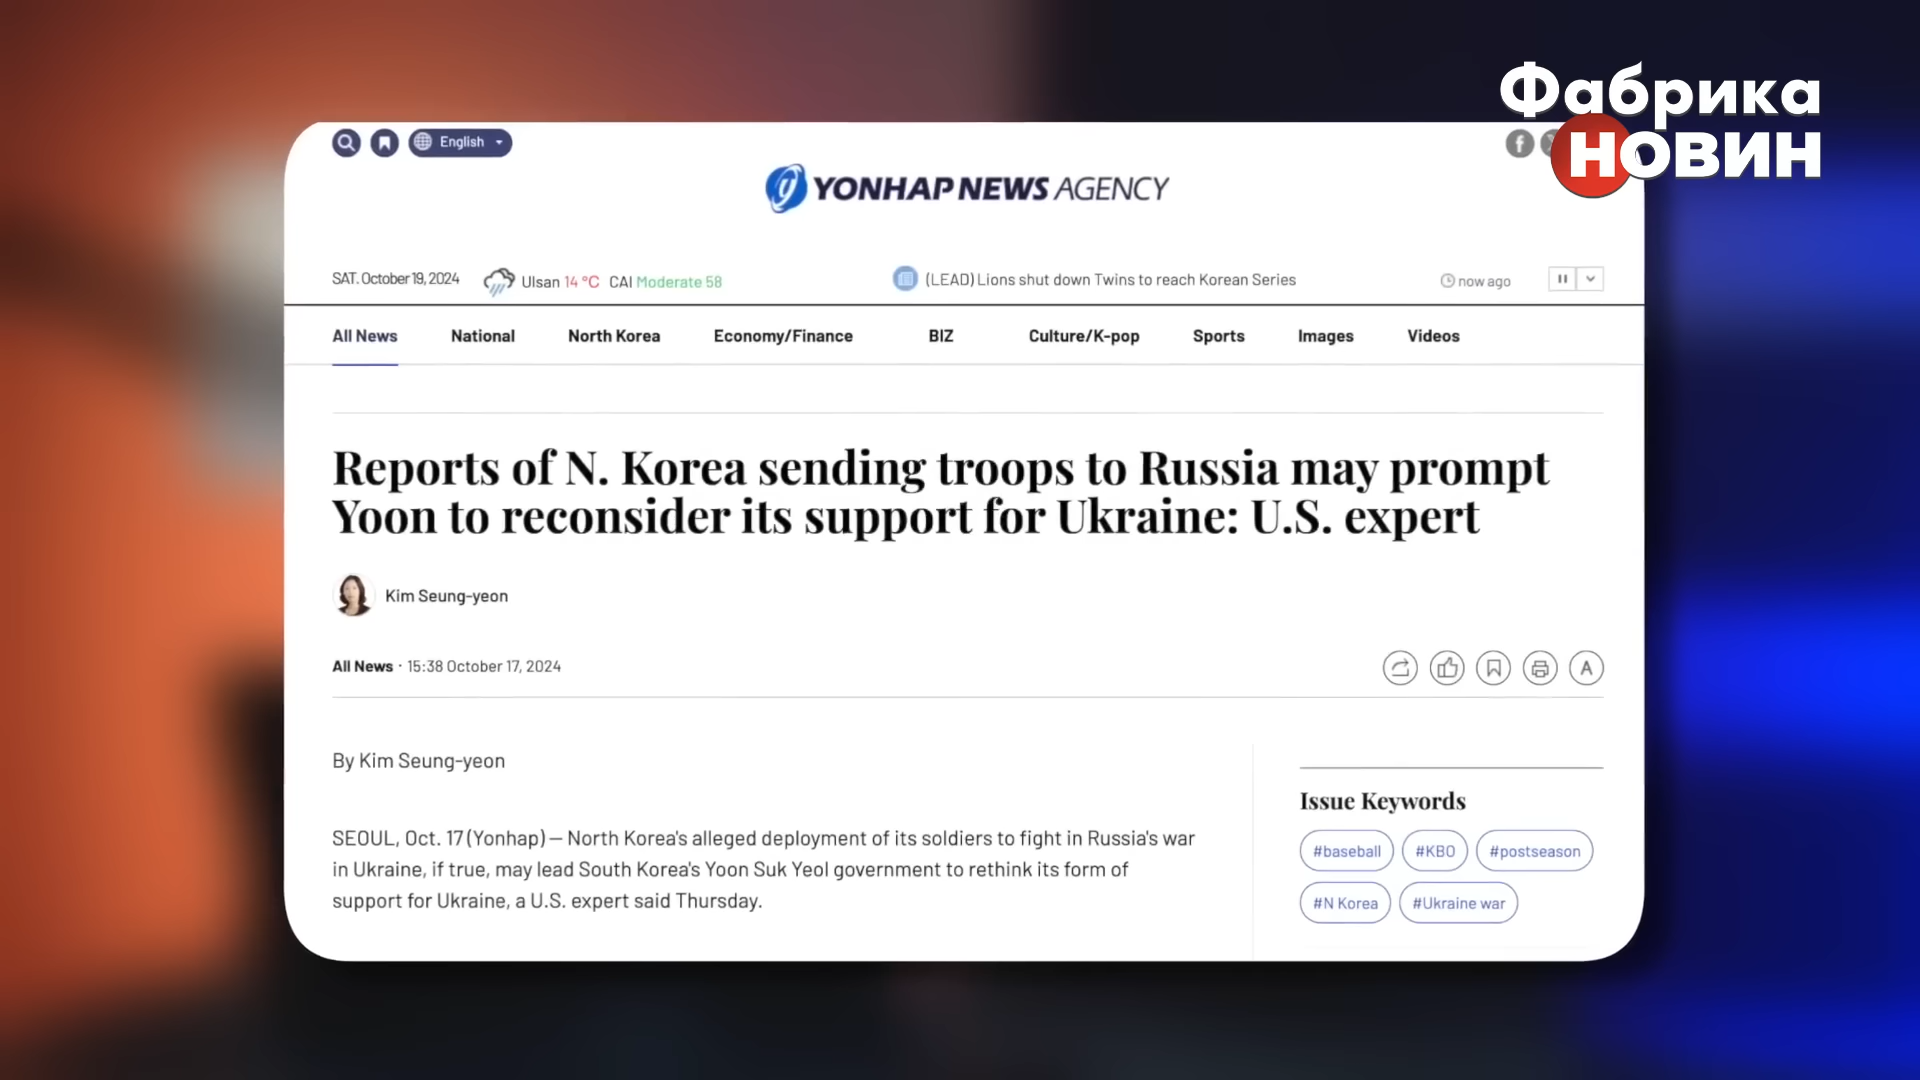 Фабрика
новин
English
YONHAP NEWS AGENCY
SAT. October 19, 2024
Ulsan 14 °C CAI Moderate 58
(LEAD) Lions shut down Twins to reach Korean Series
now ago
All News National North Korea Economy/Finance BIZ Culture/K-pop Sports Images Videos
Reports of N. Korea sending troops to Russia may prompt
Yoon to reconsider its support for Ukraine: U.S. expert
Kim Seung-yeon
All News · 15:38 October 17, 2024
A
By Kim Seung-yeon
SEOUL, Oct. 17 (Yonhap) — North Korea's alleged deployment of its soldiers to fight in Russia's war
in Ukraine, if true, may lead South Korea's Yoon Suk Yeol government to rethink its form of
support for Ukraine, a U.S. expert said Thursday.
Issue Keywords
#baseball #KBO #postseason
#N Korea #Ukraine war